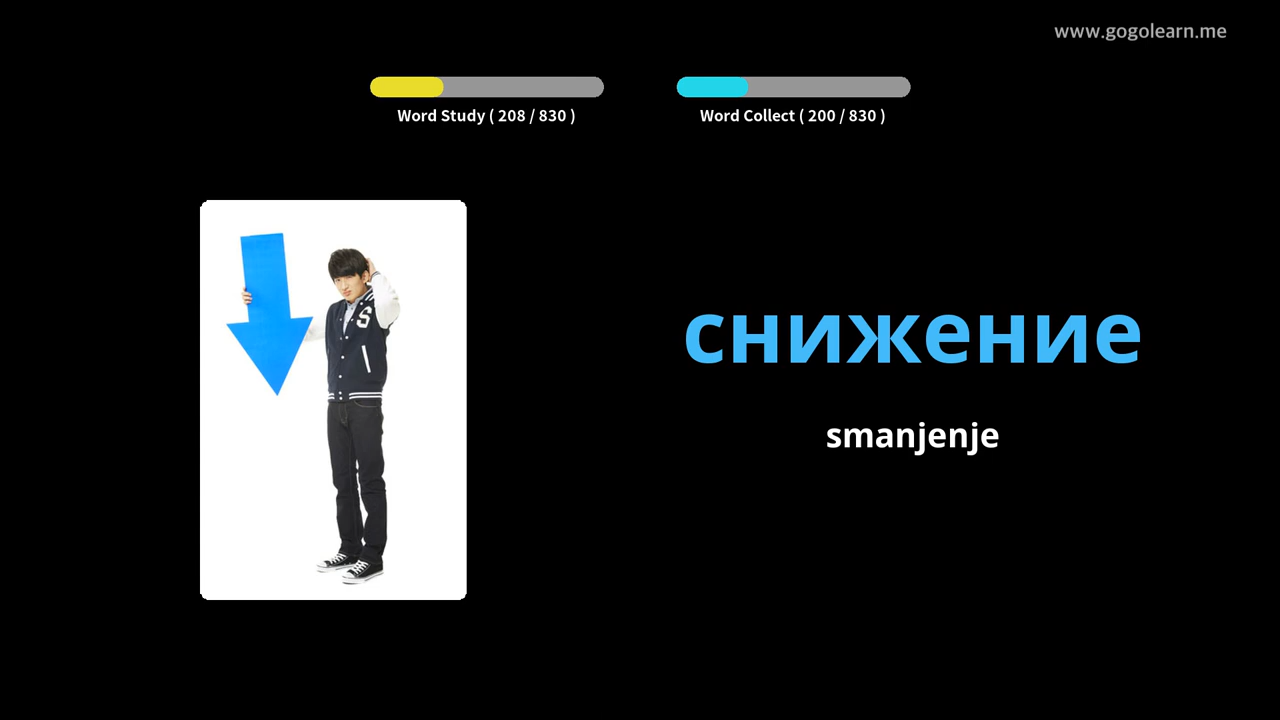 www.gogolearn.me
Word Study ( 208 / 830 )
Word Collect ( 200 / 830 )
S
снижение
smanjenje